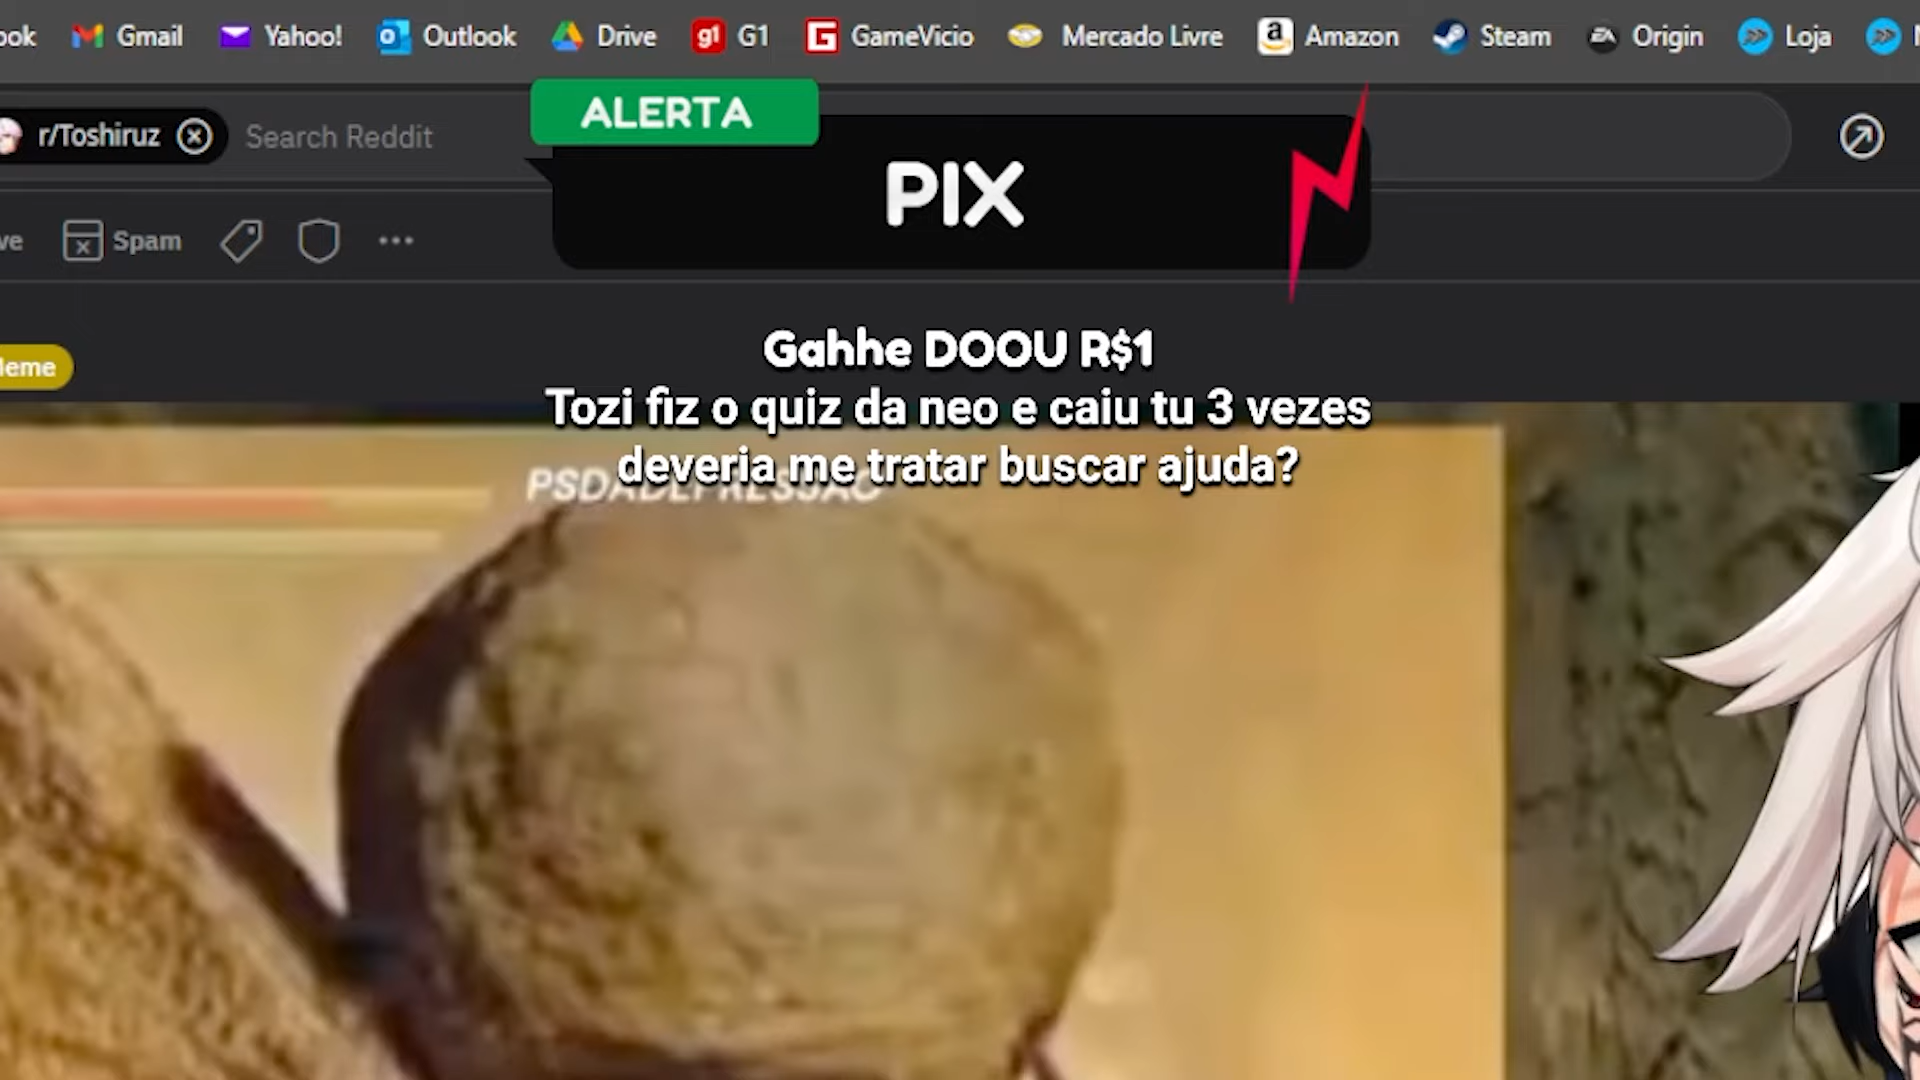 ook Gmail Yahoo! Outlook Drive G1 GameVicio Mercado Livre Amazon Steam Origin Loja
ALERTA
r/Toshiruz Search Reddit
PIX
ve Spam
Gahhe DOOU R$1
leme
Tozi fiz o quiz da neo e caiu tu 3 vezes
deveria me tratar buscar ajuda?
PSDADEPRESSAO